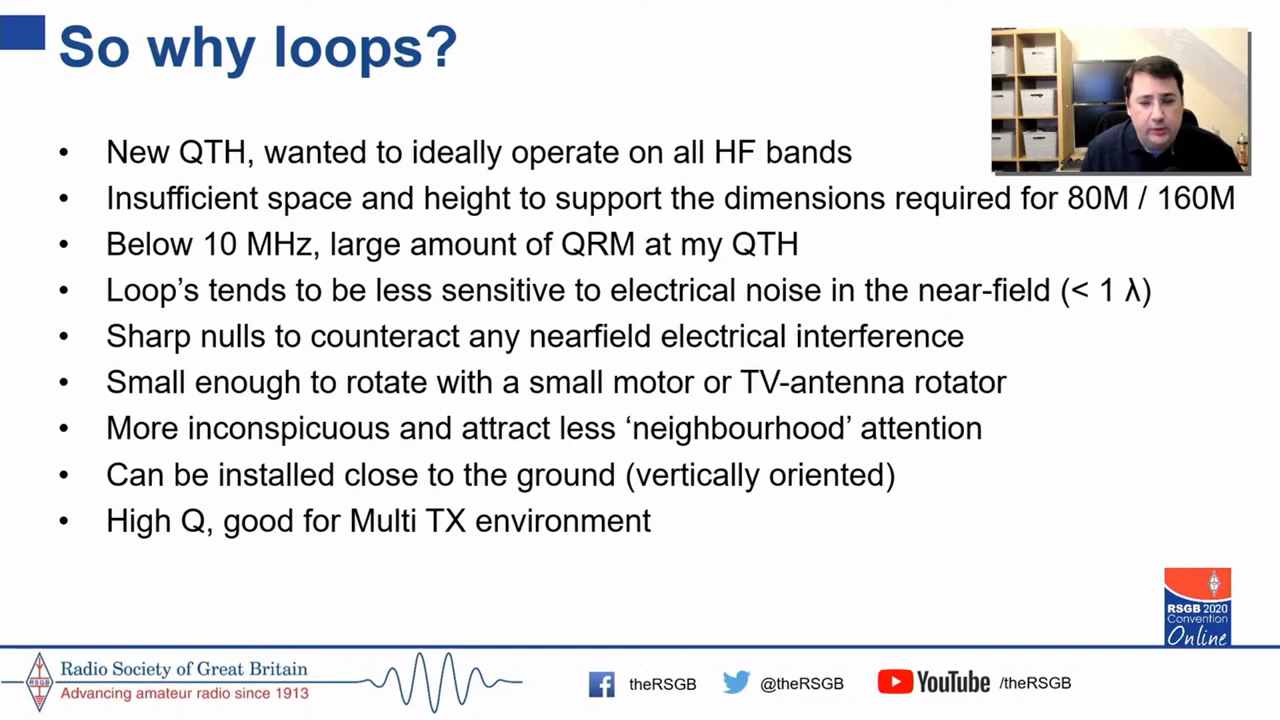 So why loops?
• New QTH, wanted to ideally operate on all HF bands
• Insufficient space and height to support the dimensions required for 80M / 160M
• Below 10 MHz, large amount of QRM at my QTH
• Loop’s tends to be less sensitive to electrical noise in the near-field (< 1 λ)
• Sharp nulls to counteract any nearfield electrical interference
• Small enough to rotate with a small motor or TV-antenna rotator
• More inconspicuous and attract less ‘neighbourhood’ attention
• Can be installed close to the ground (vertically oriented)
• High Q, good for Multi TX environment
RSGB 2020
Convention
Online
RSGB
Radio Society of Great Britain
Advancing amateur radio since 1913
theRSGB
@theRSGB
YouTube /theRSGB